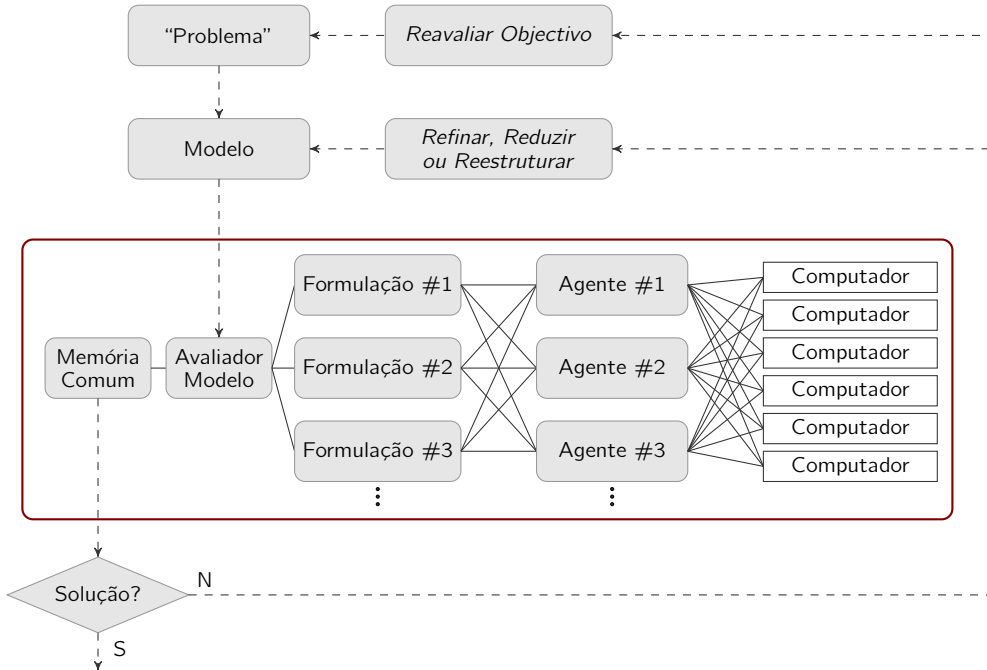 “Problema”
Reavaliar Objectivo
Modelo
Refinar, Reduzir
ou Reestruturar
Formulação #1
Agente #1
Computador
Computador
Memória
Comum
Avaliador
Modelo
Formulação #2
Agente #2
Computador
Computador
Formulação #3
Agente #3
Computador
Computador
Solução?
N
S